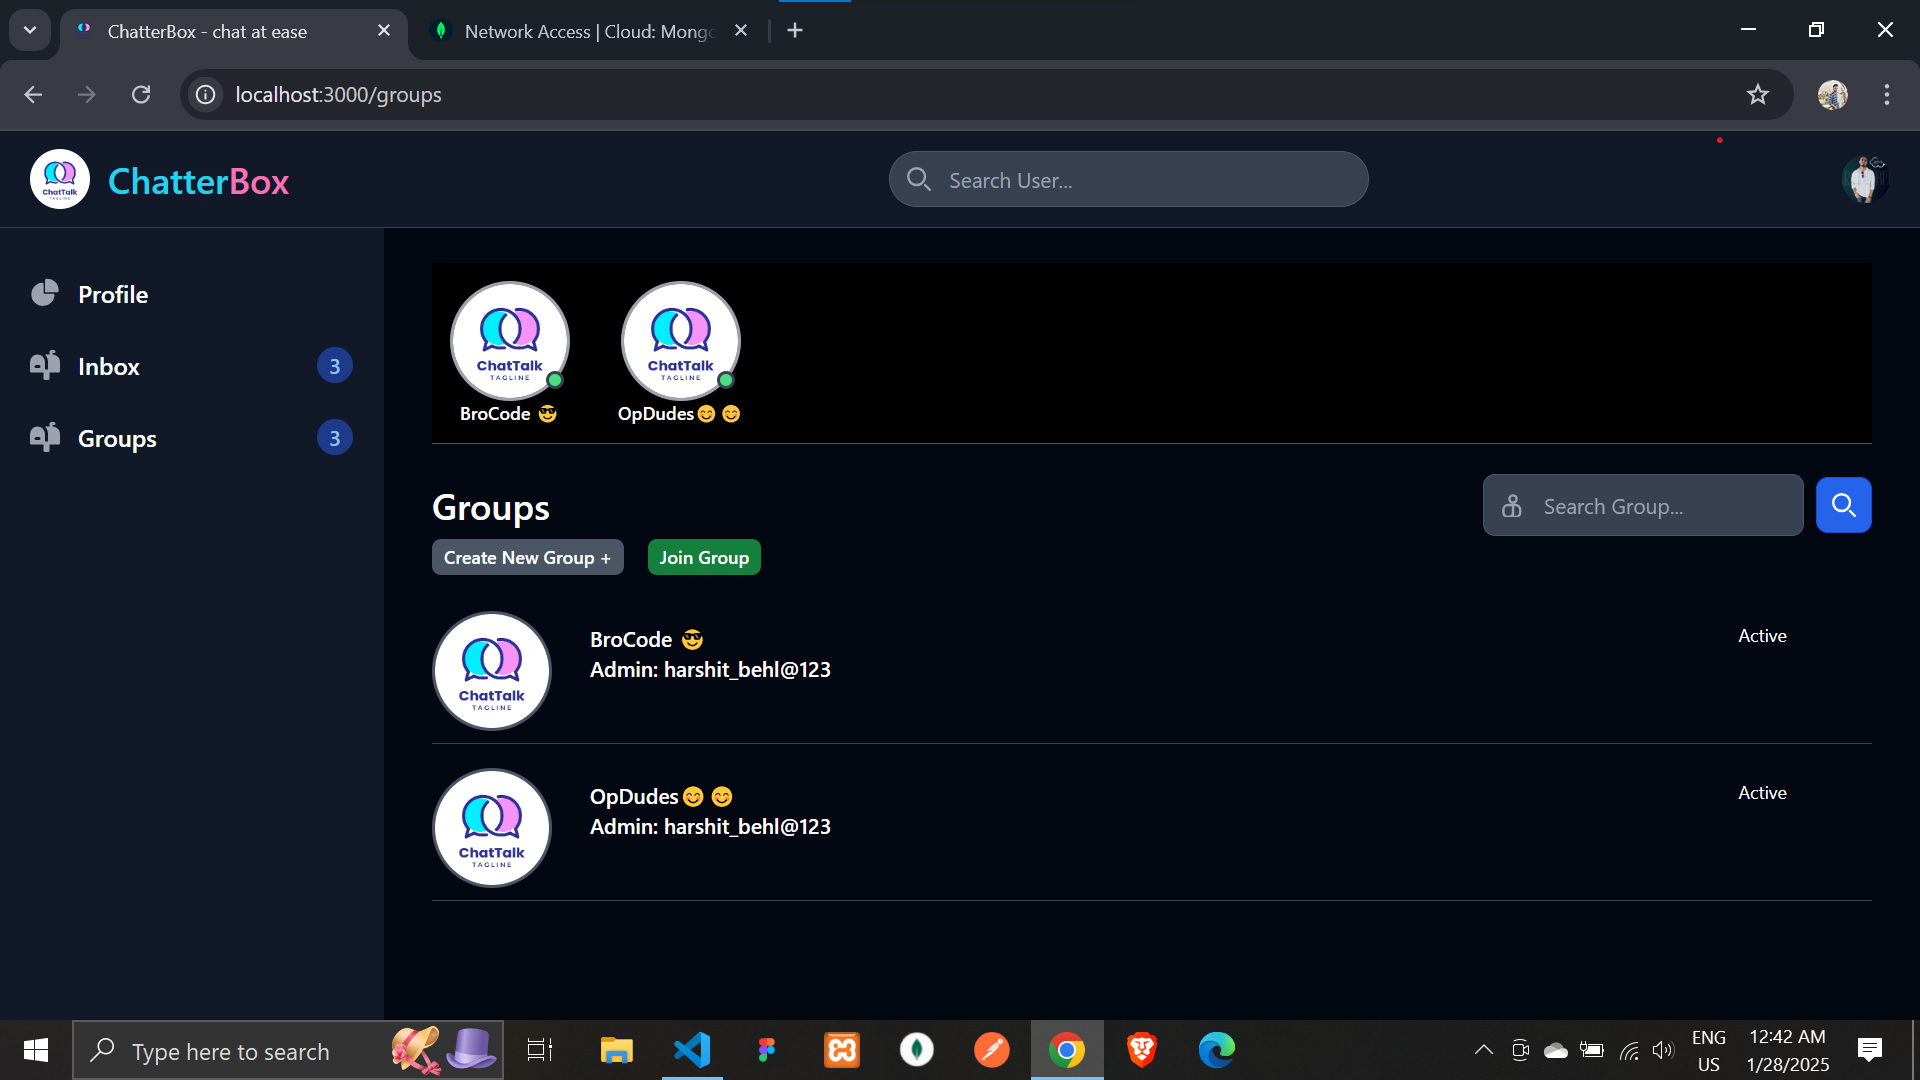 ChatterBox - chat at ease
Network Access | Cloud: Mongo
localhost:3000/groups
ChatTalk
TAGLINE
ChatterBox
Search User...
Profile
Inbox 3
Groups 3
ChatTalk
TAGLINE
BroCode 😎
ChatTalk
TAGLINE
OpDudes😊 😊
Groups
Search Group...
Create New Group +
Join Group
ChatTalk
TAGLINE
BroCode 😎
Admin: harshit_behl@123
Active
ChatTalk
TAGLINE
OpDudes😊 😊
Admin: harshit_behl@123
Active
Type here to search
ENG
US
12:42 AM
1/28/2025